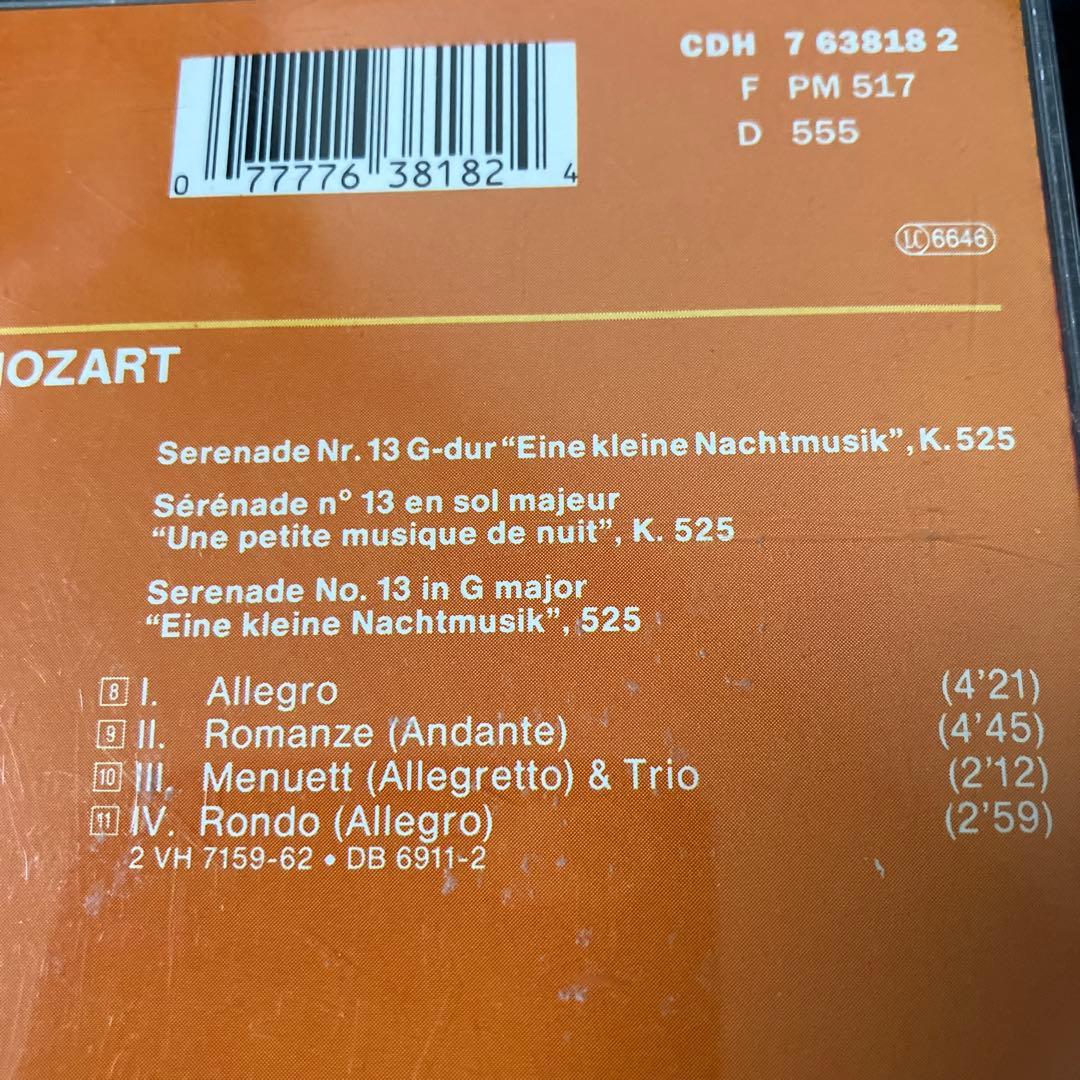 CDH 7 63818 2
F PM 517
D 555
0 77776 38182 4
LC 6646
MOZART
Serenade Nr. 13 G-dur “Eine kleine Nachtmusik”, K. 525
Sérénade n° 13 en sol majeur
“Une petite musique de nuit”, K. 525
Serenade No. 13 in G major
“Eine kleine Nachtmusik”, 525
8 I. Allegro (4’21)
9 II. Romanze (Andante) (4’45)
10 III. Menuett (Allegretto) & Trio (2’12)
11 IV. Rondo (Allegro) (2’59)
2 VH 7159-62 • DB 6911-2